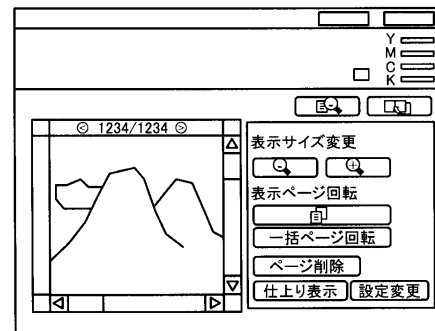 Y
M
C
K
< 1234/1234 >
表示サイズ変更
表示ページ回転
一括ページ回転
ページ削除
仕上り表示 設定変更